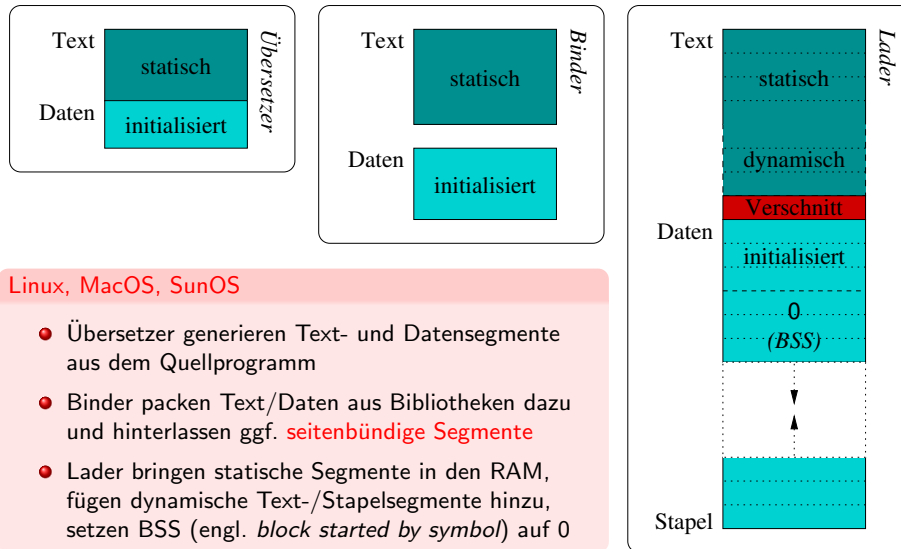 Text
statisch
Daten
initialisiert
Übersetzer
Text
statisch
Daten
initialisiert
Binder
Text
statisch
dynamisch
Verschnitt
Daten
initialisiert
0
(BSS)
Stapel
Lader
Linux, MacOS, SunOS
Übersetzer generieren Text- und Datensegmente
aus dem Quellprogramm
Binder packen Text/Daten aus Bibliotheken dazu
und hinterlassen ggf. seitenbündige Segmente
Lader bringen statische Segmente in den RAM,
fügen dynamische Text-/Stapelsegmente hinzu,
setzen BSS (engl. block started by symbol) auf 0